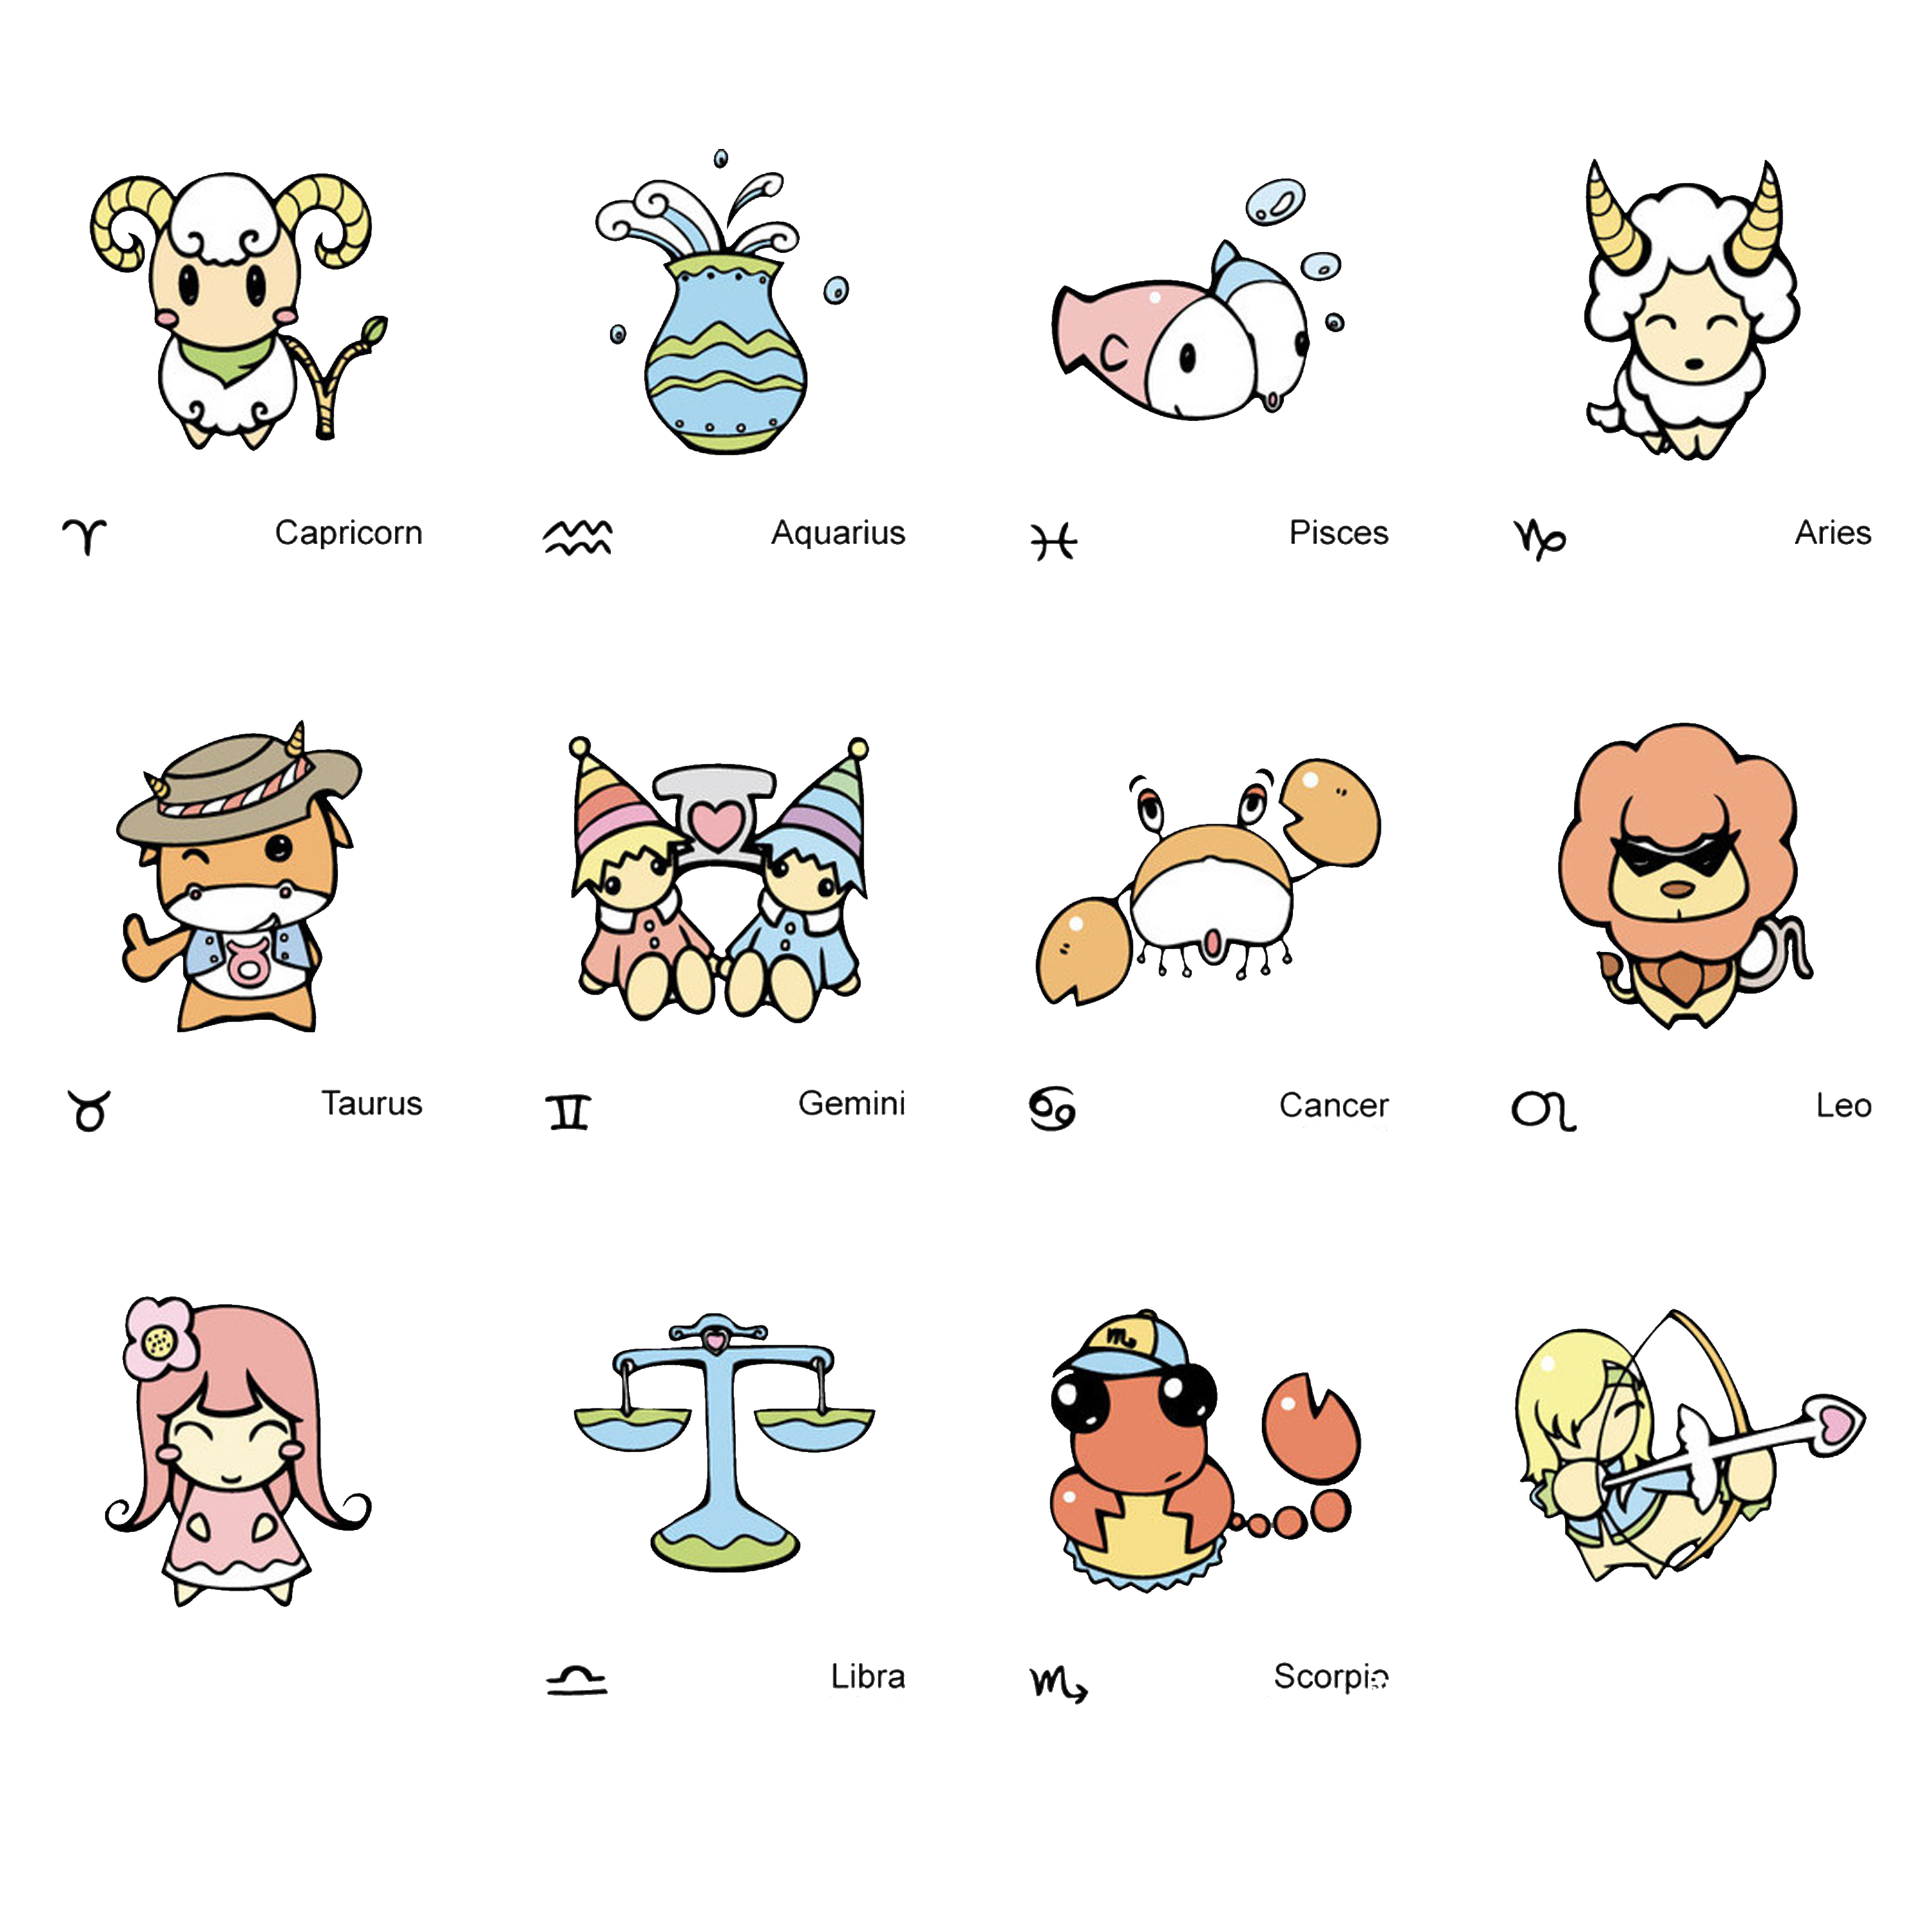 ♈ Capricorn
♒ Aquarius
♓ Pisces
♑ Aries
♉ Taurus
♊ Gemini
♋ Cancer
♌ Leo
♎ Libra
♏ Scorpio